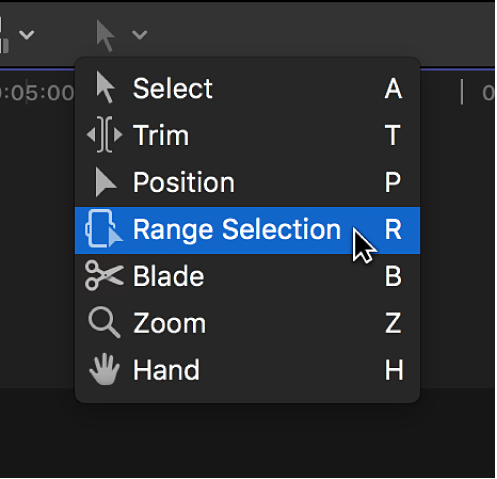 :05:00
0
Select A
Trim T
Position P
Range Selection R
Blade B
Zoom Z
Hand H